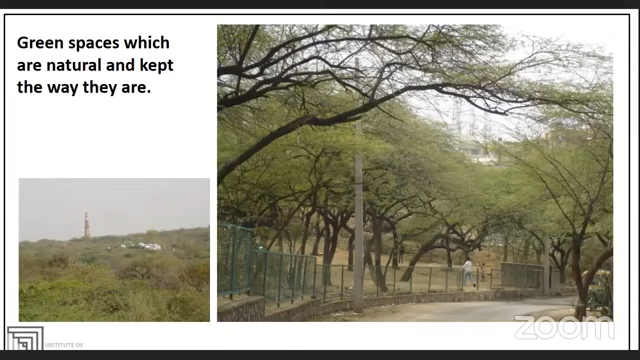 Green spaces which
are natural and kept
the way they are.
zoom
INSTITUTE OF